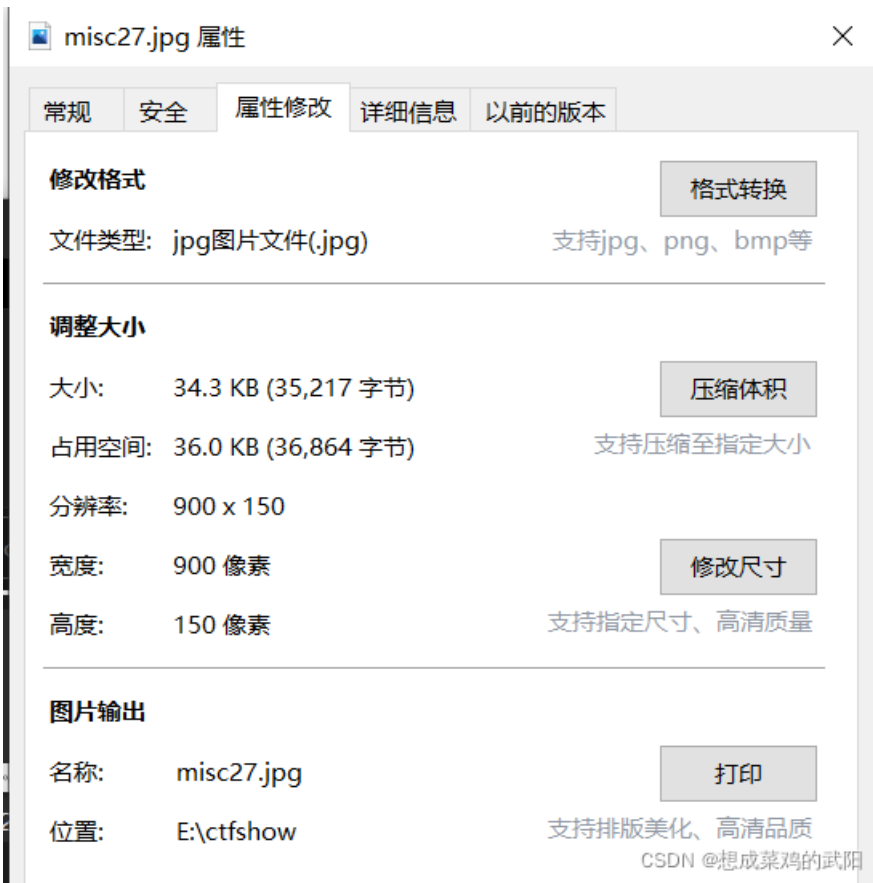 misc27.jpg 属性
常规 安全 属性修改 详细信息 以前的版本
修改格式
格式转换
文件类型: jpg图片文件(.jpg)
支持jpg、png、bmp等
调整大小
大小: 34.3 KB (35,217 字节)
压缩体积
占用空间: 36.0 KB (36,864 字节)
支持压缩至指定大小
分辨率: 900 x 150
宽度: 900 像素
修改尺寸
高度: 150 像素
支持指定尺寸、高清质量
图片输出
名称: misc27.jpg
打印
位置: E:\ctfshow
支持排版美化、高清品质
CSDN @想成菜鸡的武阳